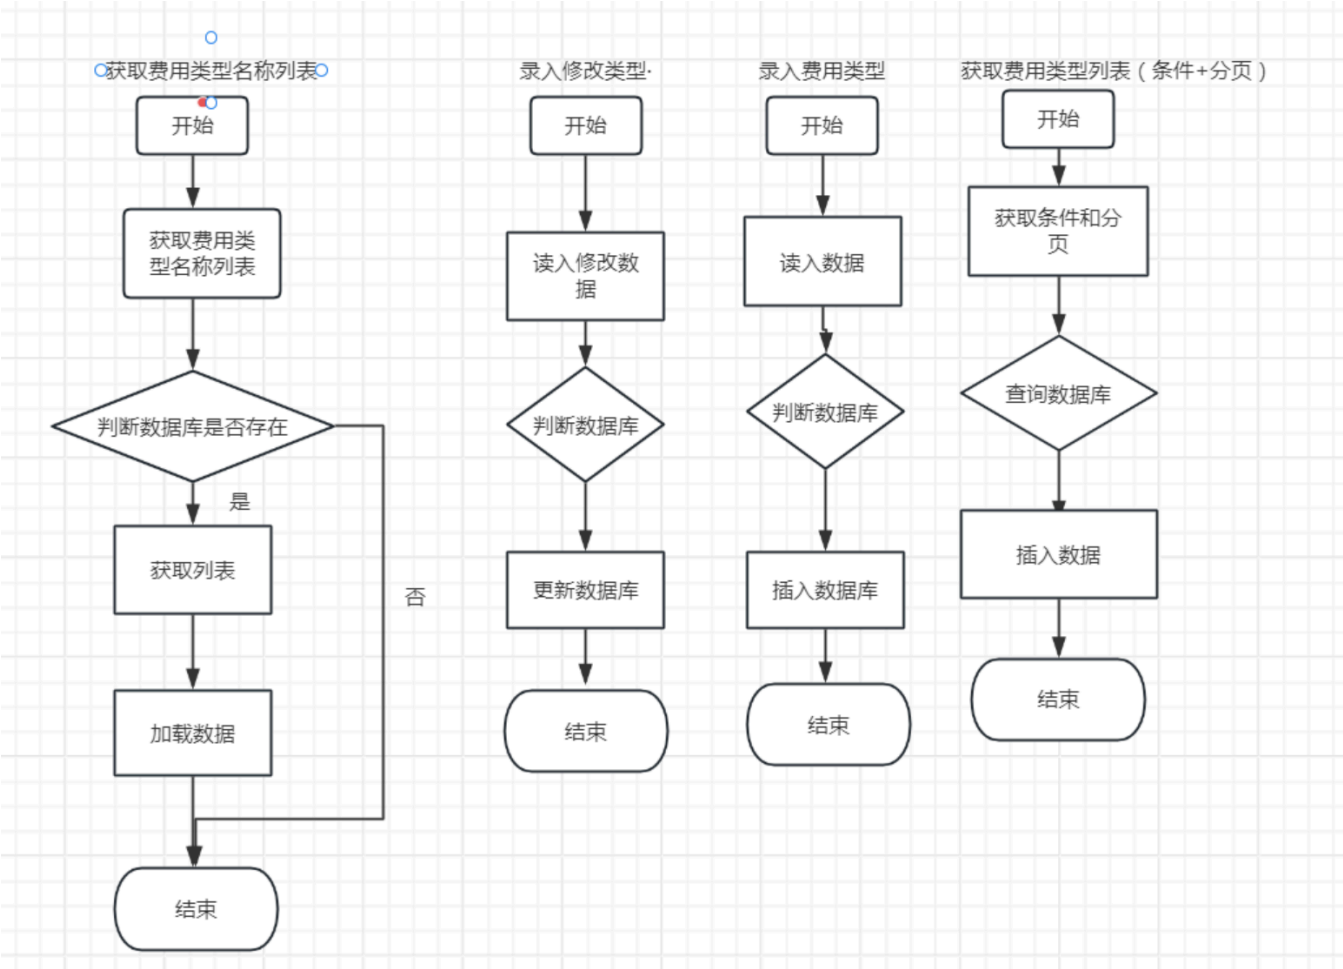 获取费用类型名称列表
开始
获取费用类
型名称列表
判断数据库是否存在
是
否
获取列表
加载数据
结束
录入修改类型·
开始
读入修改数
据
判断数据库
更新数据库
结束
录入费用类型
开始
读入数据
判断数据库
插入数据库
结束
获取费用类型列表（条件+分页）
开始
获取条件和分
页
查询数据库
插入数据
结束